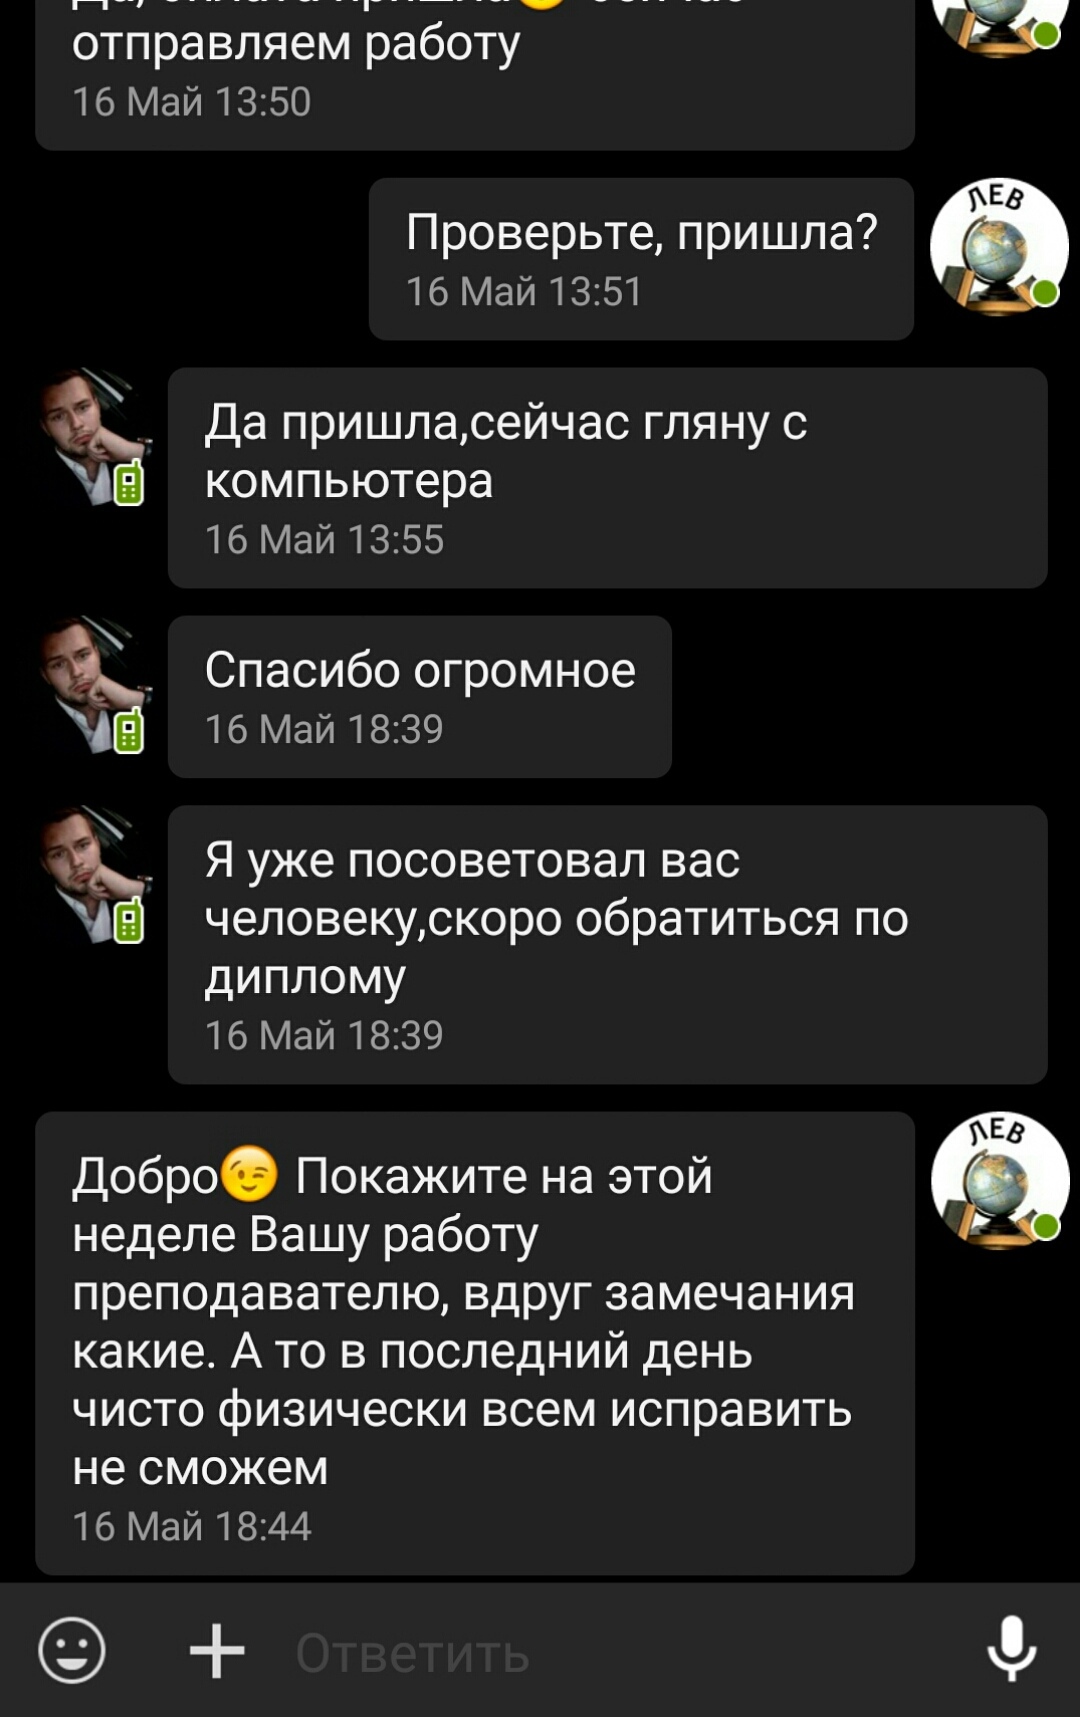 отправляем работу
16 Май 13:50
Проверьте, пришла?
16 Май 13:51
ЛЕВ
Да пришла,сейчас гляну с
компьютера
16 Май 13:55
Спасибо огромное
16 Май 18:39
Я уже посоветовал вас
человеку,скоро обратиться по
диплому
16 Май 18:39
Добро😉 Покажите на этой
неделе Вашу работу
преподавателю, вдруг замечания
какие. А то в последний день
чисто физически всем исправить
не сможем
16 Май 18:44
ЛЕВ
Ответить